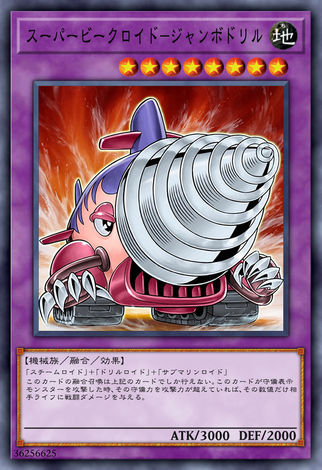 スーパービークロイド-ジャンボドリル
地
【機械族／融合／効果】
「スチームロイド」+「ドリルロイド」+「サブマリンロイド」
このカードの融合召喚は上記のカードでしか行えない。このカードが守備表示
モンスターを攻撃した時、その守備力を攻撃力が超えていれば、その数値だけ相
手ライフに戦闘ダメージを与える。
ATK/3000 DEF/2000
36256625